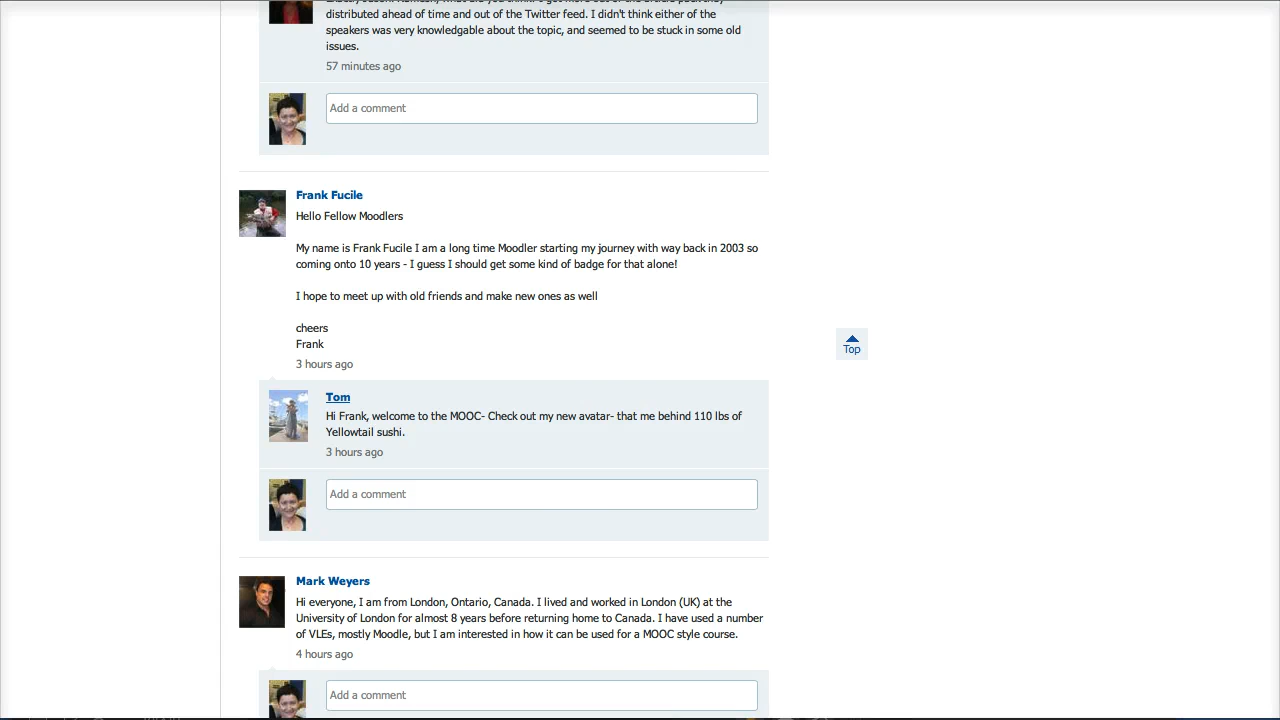 distributed ahead of time and out of the Twitter feed. I didn't think either of the
speakers was very knowledgable about the topic, and seemed to be stuck in some old
issues.
57 minutes ago
Add a comment
Frank Fucile
Hello Fellow Moodlers
My name is Frank Fucile I am a long time Moodler starting my journey with way back in 2003 so
coming onto 10 years - I guess I should get some kind of badge for that alone!
I hope to meet up with old friends and make new ones as well
cheers
Frank
3 hours ago
Top
Tom
Hi Frank, welcome to the MOOC- Check out my new avatar- that me behind 110 lbs of
Yellowtail sushi.
3 hours ago
Add a comment
Mark Weyers
Hi everyone, I am from London, Ontario, Canada. I lived and worked in London (UK) at the
University of London for almost 8 years before returning home to Canada. I have used a number
of VLEs, mostly Moodle, but I am interested in how it can be used for a MOOC style course.
4 hours ago
Add a comment